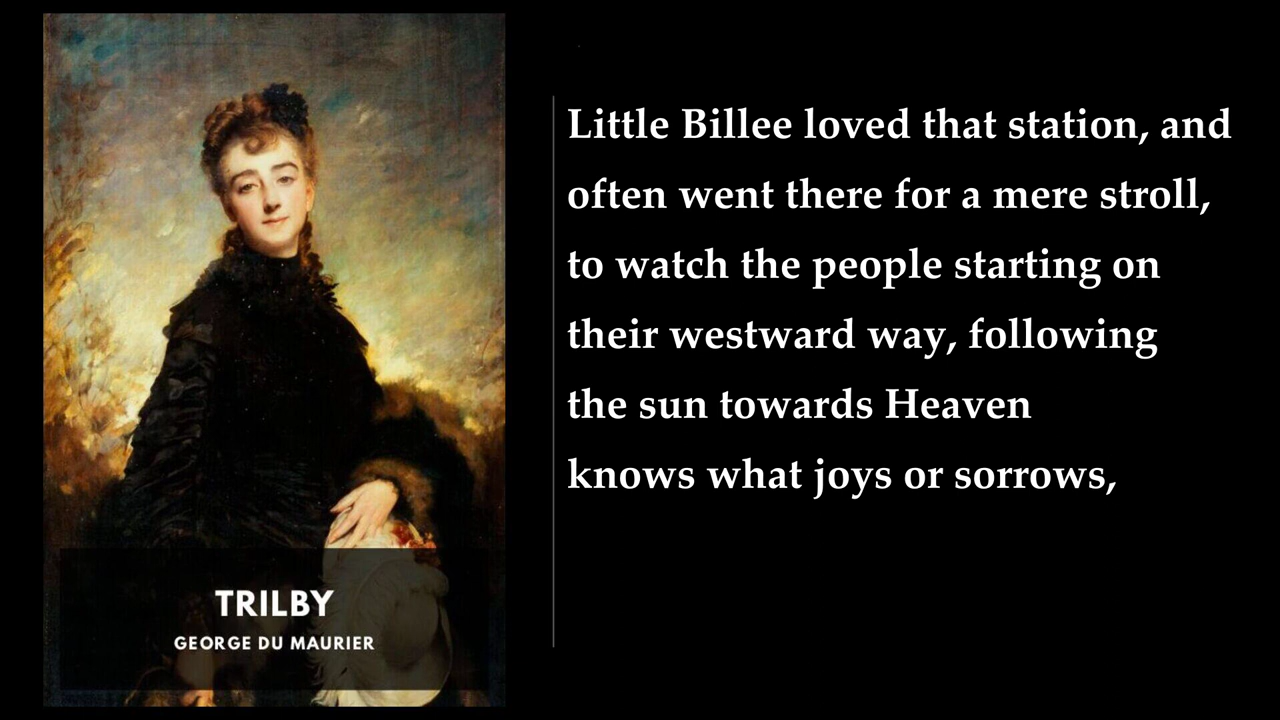 TRILBY
GEORGE DU MAURIER
Little Billee loved that station, and
often went there for a mere stroll,
to watch the people starting on
their westward way, following
the sun towards Heaven
knows what joys or sorrows,